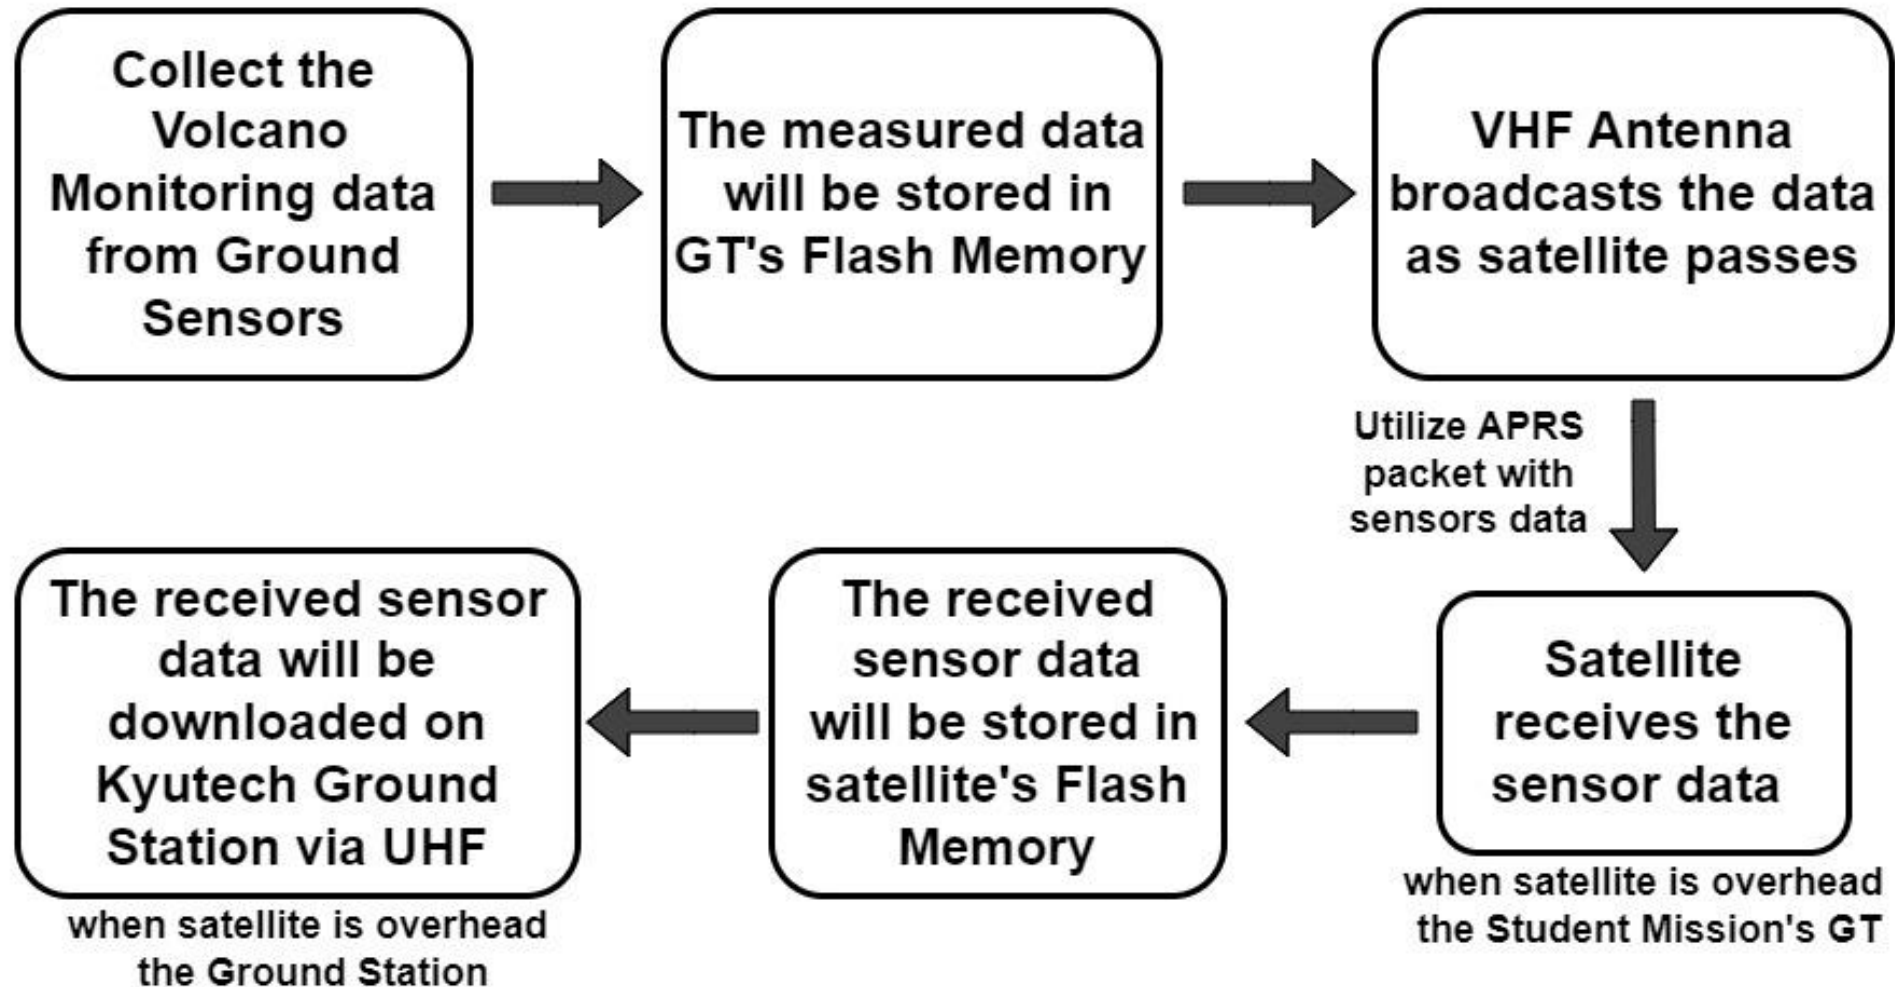 Collect the
Volcano
Monitoring data
from Ground
Sensors
The measured data
will be stored in
GT's Flash Memory
VHF Antenna
broadcasts the data
as satellite passes
Utilize APRS
packet with
sensors data
Satellite
receives the
sensor data
when satellite is overhead
the Student Mission's GT
The received
sensor data
will be stored in
satellite's Flash
Memory
The received sensor
data will be
downloaded on
Kyutech Ground
Station via UHF
when satellite is overhead
the Ground Station